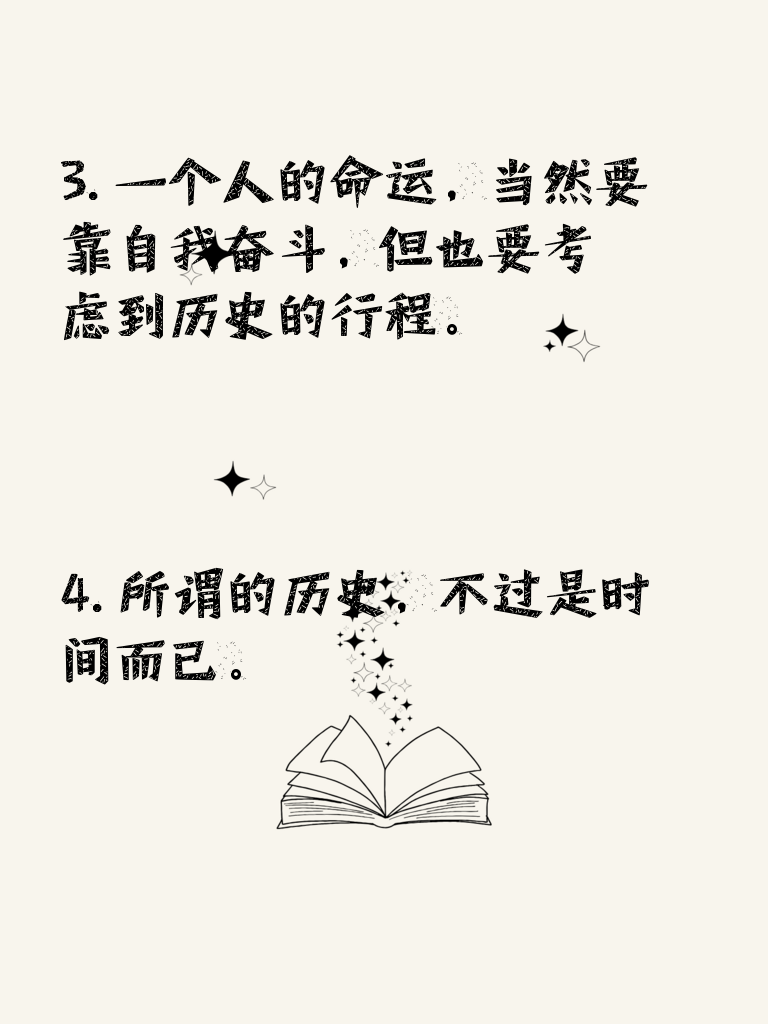 3.一个人的命运，当然要
靠自我奋斗，但也要考
虑到历史的行程。
4.所谓的历史，不过是时
间而已。